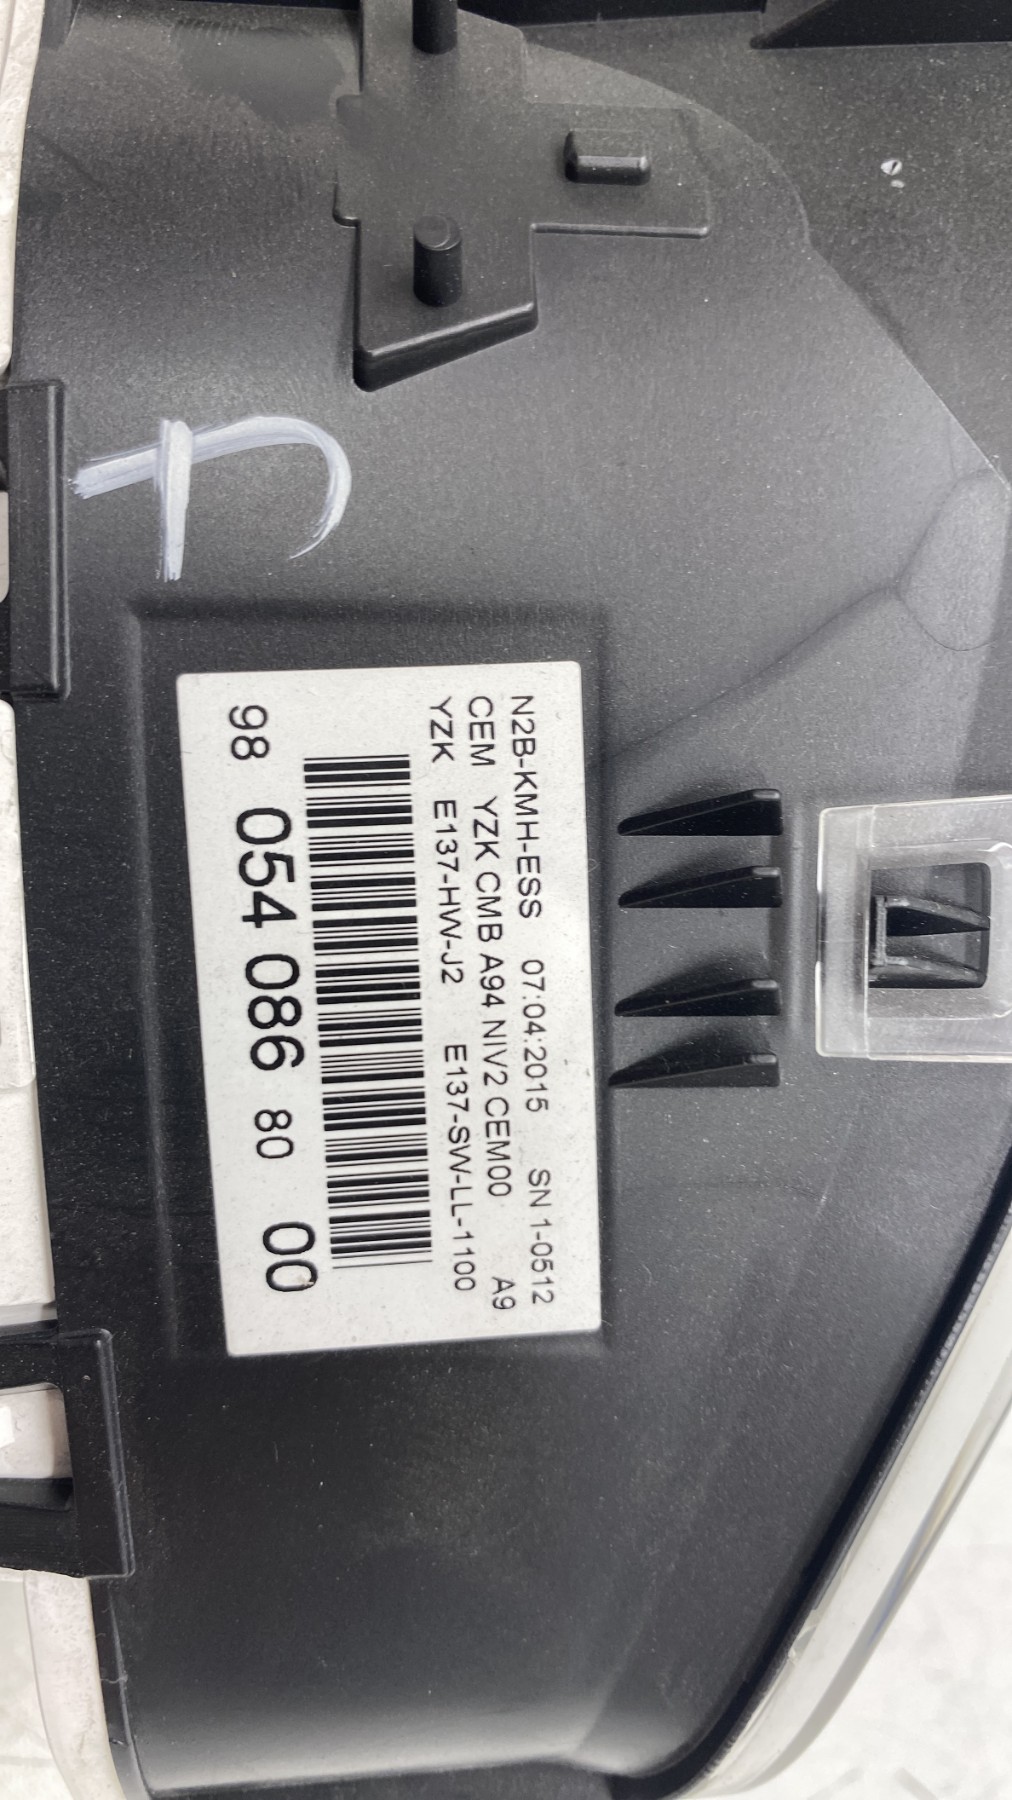 N2B-KMH-ESS 07:04:2015 SN 1-0512
CEM YZK CMB A94 NIV2 CEM00 A9
YZK E137-HW-J2 E137-SW-LL-1100
98 054 086 80 00